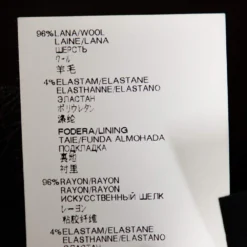 96%LANA/WOOL
LAINE/LANA
ШЕРСТЬ
ウール
羊毛
4%ELASTAM/ELASTANE
ELASTHANNE/ELASTANO
ЭЛАСТАН
ポリウレタン
FODERA/LINING
TAIE/FUNDA ALMOHADA
ПОДКЛАДКА
裏地
衬里
96%RAYON/RAYON
RAYON/RAYON
ИСКУССТВЕННЫЙ ШЕЛК
レーヨン
粘胶纤维
4%ELASTAM/ELASTANE
ELASTHANNE/ELASTANO
ЭЛАСТАН